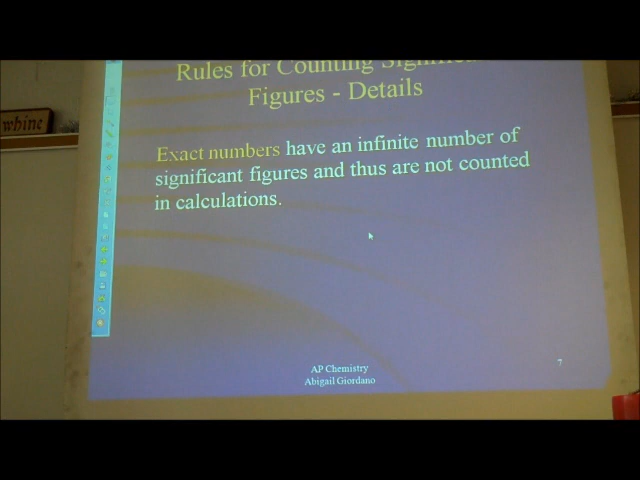 whine
Rules for Counting Significant
Figures - Details
Exact numbers have an infinite number of
significant figures and thus are not counted
in calculations.
AP Chemistry
Abigail Giordano
7